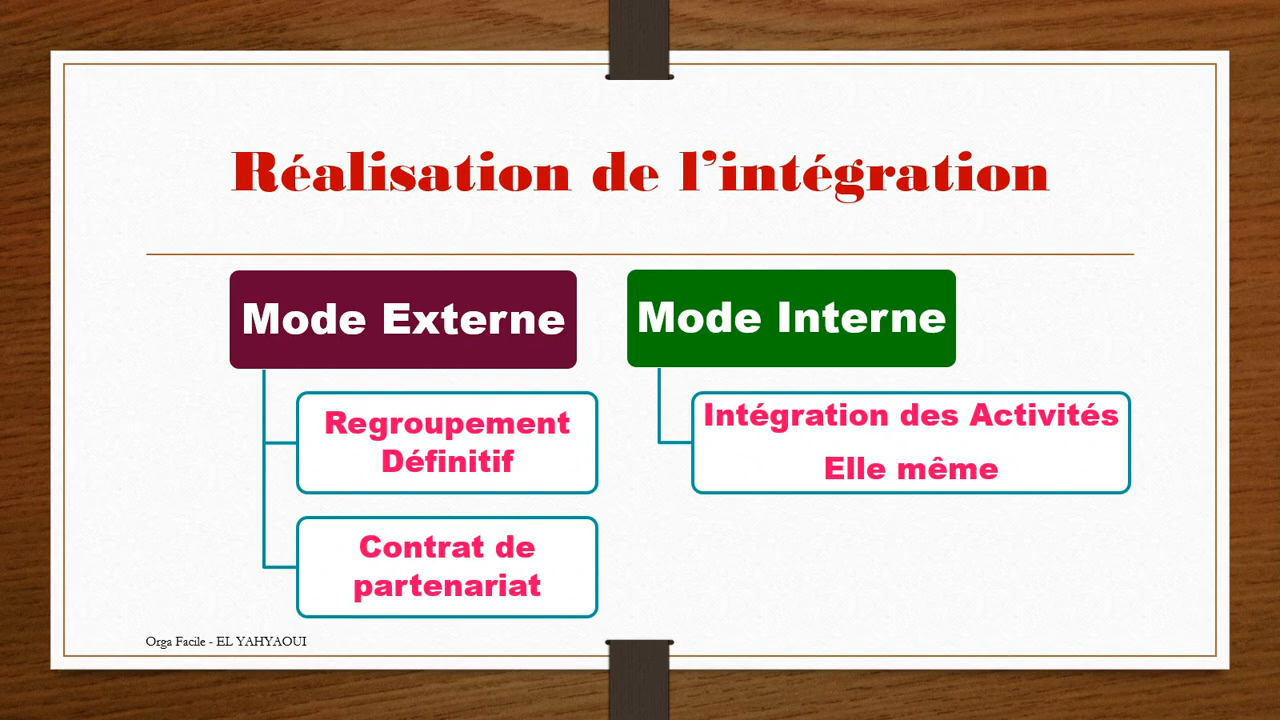 Réalisation de l’intégration
Mode Externe
Regroupement
Définitif
Contrat de
partenariat
Mode Interne
Intégration des Activités
Elle même
Orga Facile - EL YAHYAOUI